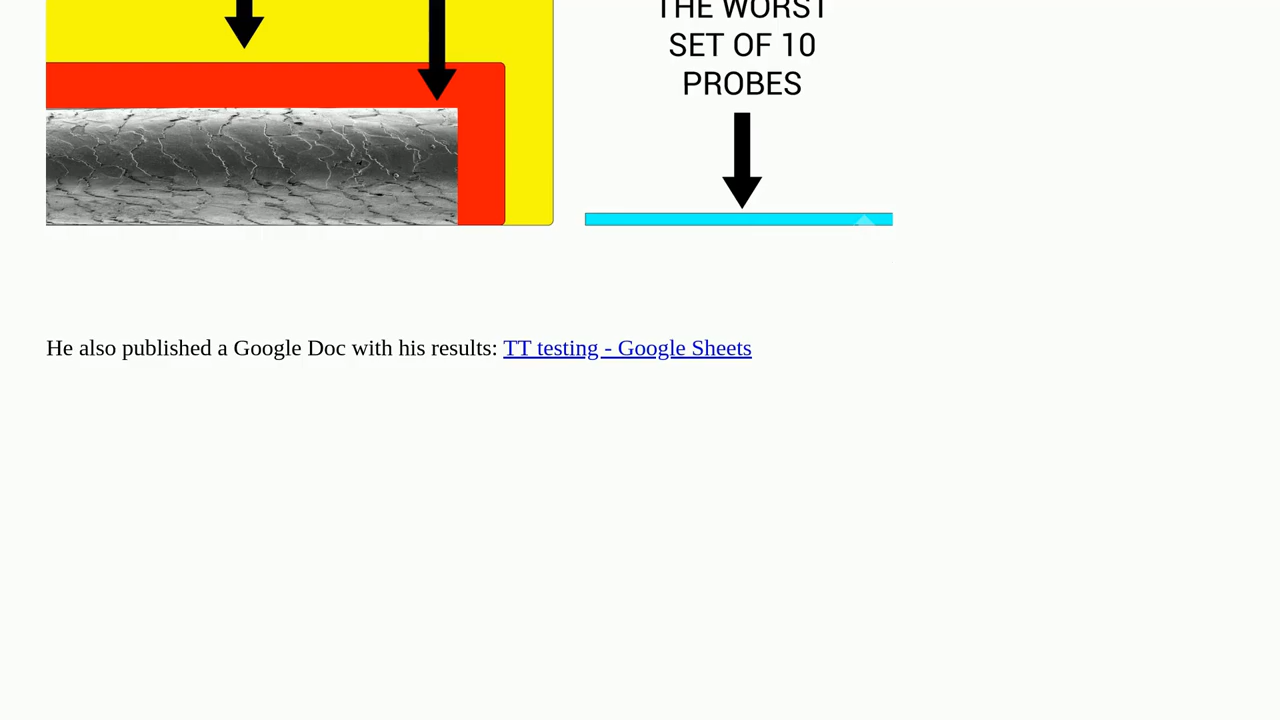 THE WORST
SET OF 10
PROBES
He also published a Google Doc with his results: TT testing - Google Sheets